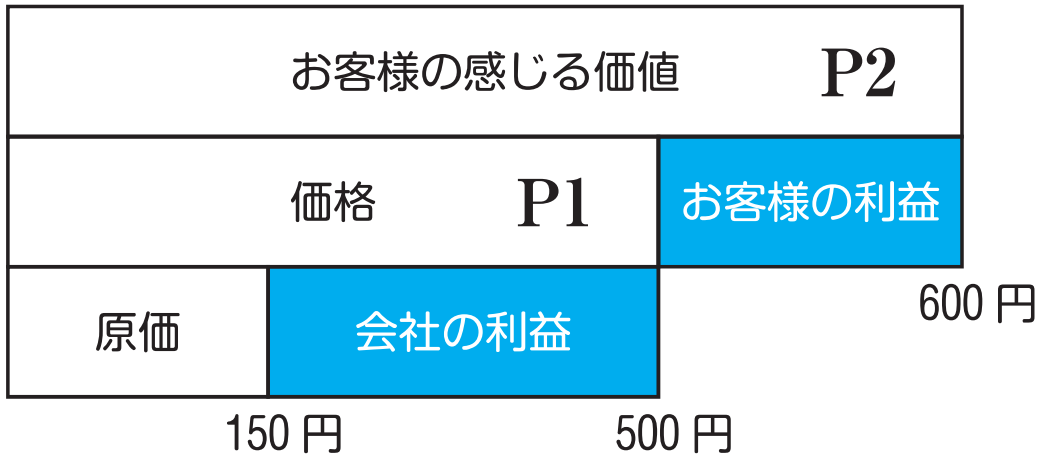 お客様の感じる価値 P2
価格 P1 お客様の利益
600 円
原価 会社の利益
150 円 500 円